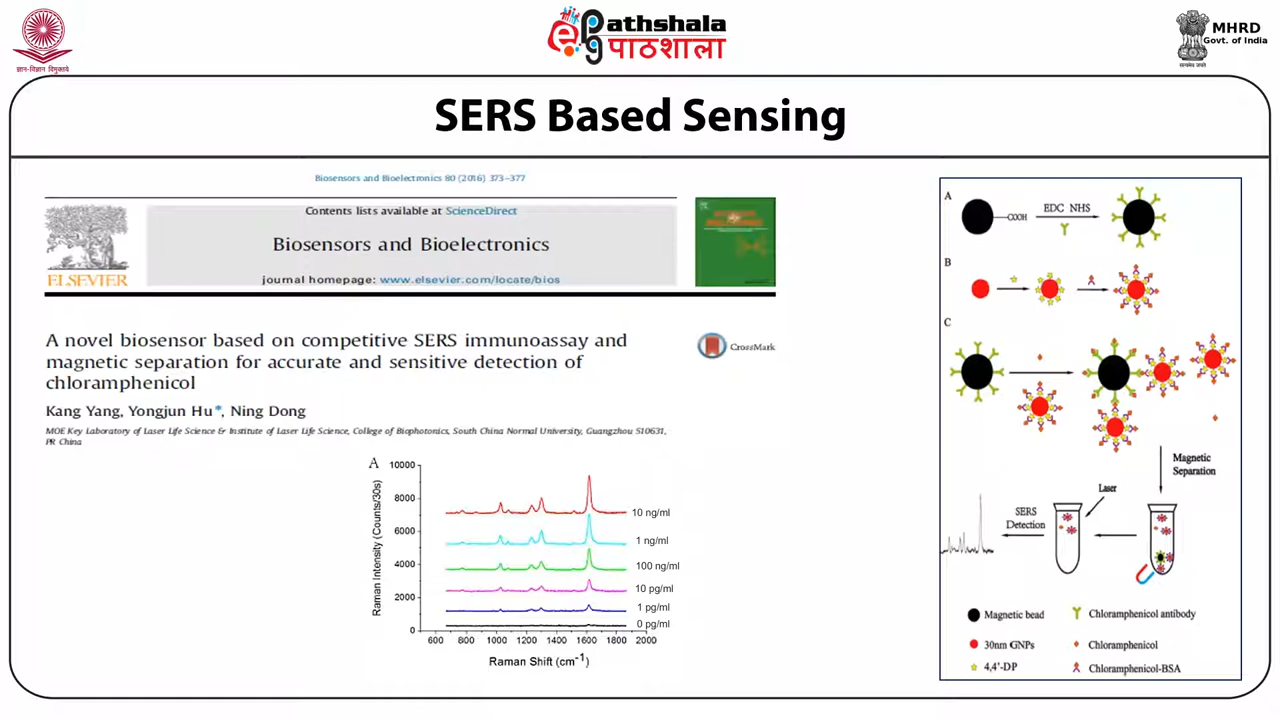 ज्ञान-विज्ञान विमुक्तये
ePathshala
पाठशाला
MHRD
Govt. of India
सत्यमेव जयते
SERS Based Sensing
Biosensors and Bioelectronics 80 (2016) 373–377
Contents lists available at ScienceDirect
Biosensors and Bioelectronics
journal homepage: www.elsevier.com/locate/bios
ELSEVIER
A novel biosensor based on competitive SERS immunoassay and
magnetic separation for accurate and sensitive detection of
chloramphenicol
CrossMark
Kang Yang, Yongjun Hu*, Ning Dong
MOE Key Laboratory of Laser Life Science & Institute of Laser Life Science, College of Biophotonics, South China Normal University, Guangzhou 510631,
PR China
A
10000
8000
6000
4000
2000
0
Raman Intensity (Counts/30s)
10 ng/ml
1 ng/ml
100 ng/ml
10 pg/ml
1 pg/ml
0 pg/ml
600 800 1000 1200 1400 1600 1800 2000
Raman Shift (cm-1)
A
COOH
EDC NHS
B
C
Magnetic
Separation
Laser
SERS
Detection
Magnetic bead
Chloramphenicol antibody
30nm GNPs
Chloramphenicol
4,4'-DP
Chloramphenicol-BSA